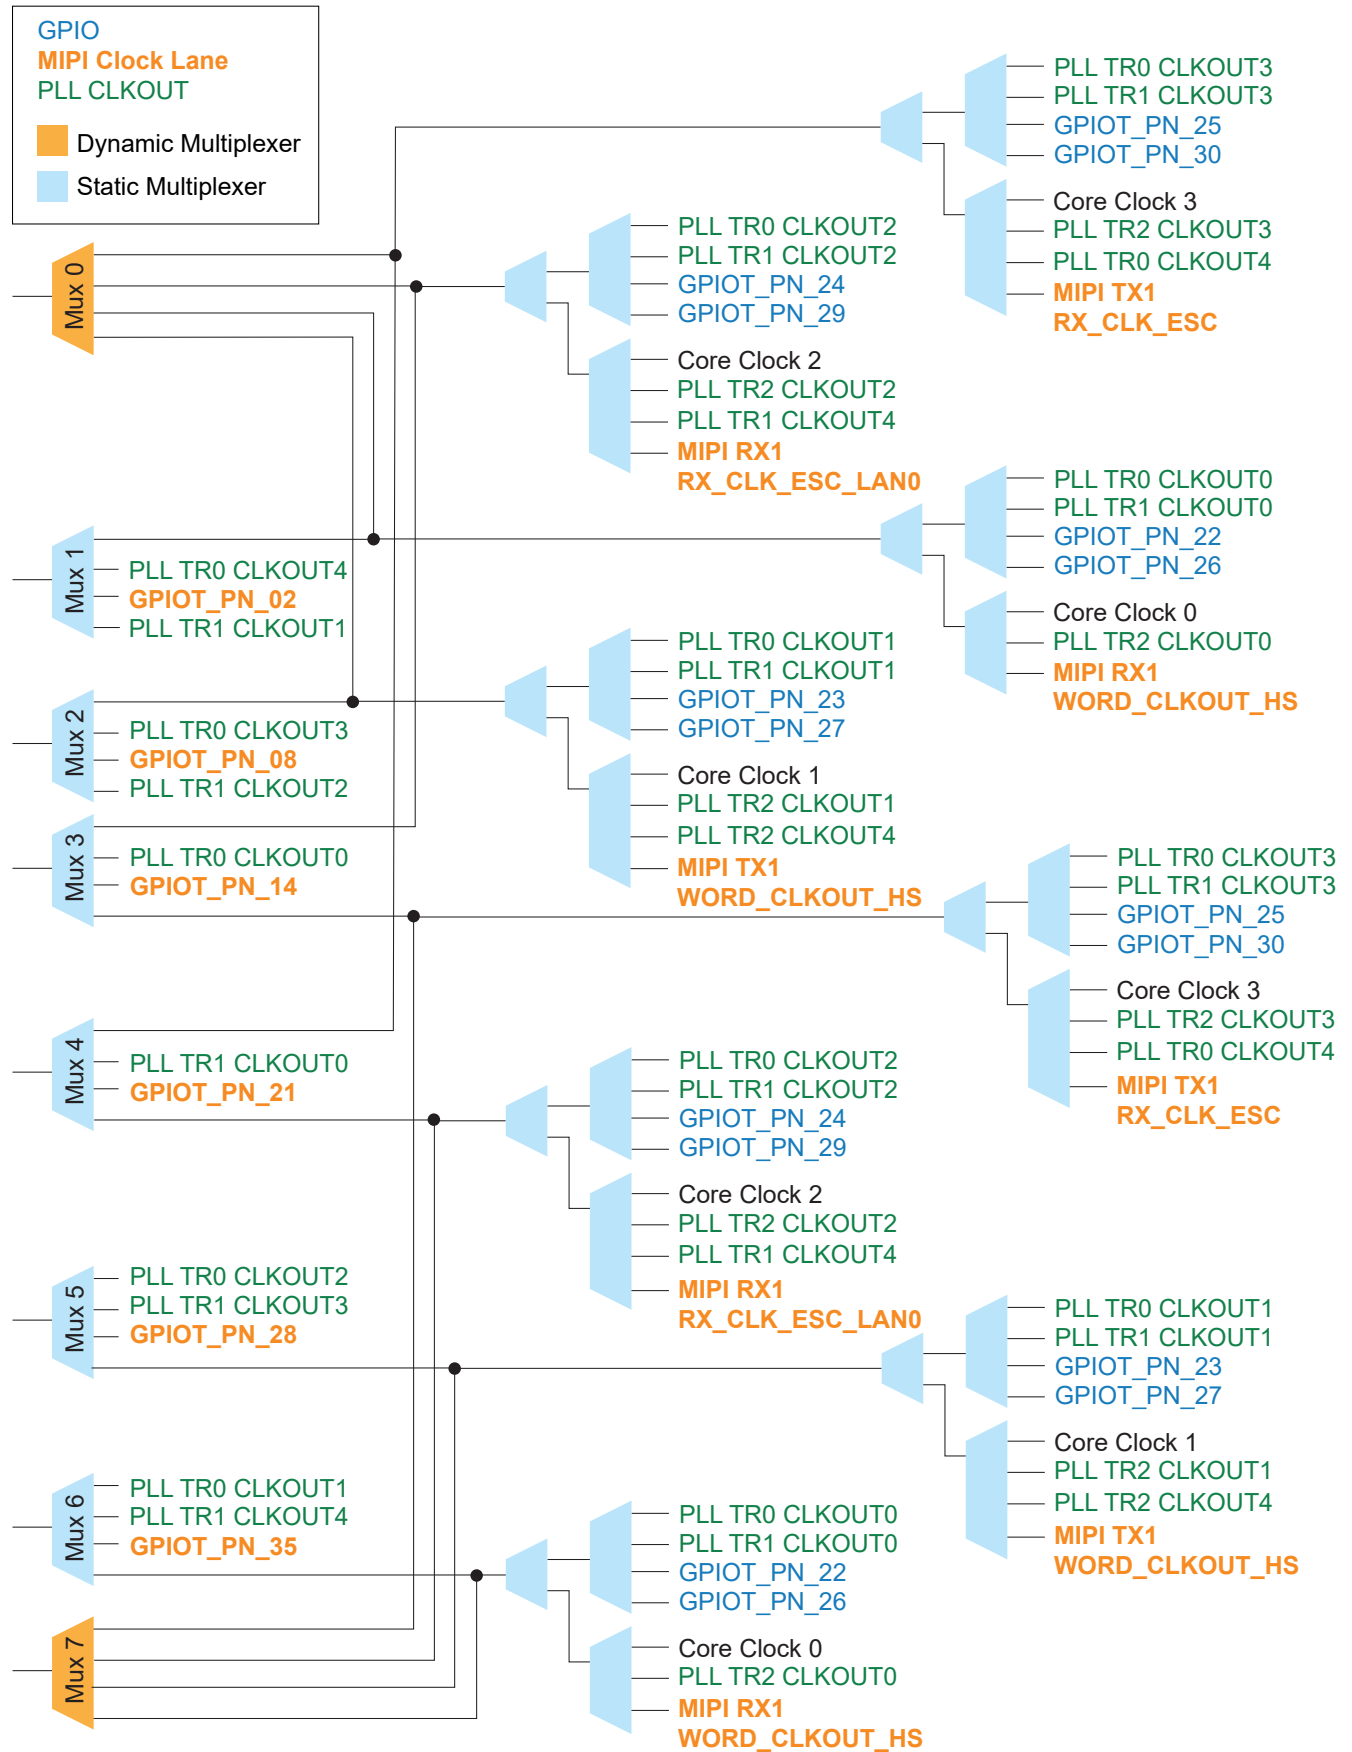 GPIO
MIPI Clock Lane
PLL CLKOUT
Dynamic Multiplexer
Static Multiplexer
PLL TR0 CLKOUT3
PLL TR1 CLKOUT3
GPIOT_PN_25
GPIOT_PN_30
Core Clock 3
PLL TR2 CLKOUT3
PLL TR0 CLKOUT4
MIPI TX1
RX_CLK_ESC
Mux 0
PLL TR0 CLKOUT2
PLL TR1 CLKOUT2
GPIOT_PN_24
GPIOT_PN_29
Core Clock 2
PLL TR2 CLKOUT2
PLL TR1 CLKOUT4
MIPI RX1
RX_CLK_ESC_LAN0
PLL TR0 CLKOUT0
PLL TR1 CLKOUT0
GPIOT_PN_22
GPIOT_PN_26
Core Clock 0
PLL TR2 CLKOUT0
MIPI RX1
WORD_CLKOUT_HS
Mux 1
PLL TR0 CLKOUT4
GPIOT_PN_02
PLL TR1 CLKOUT1
PLL TR0 CLKOUT1
PLL TR1 CLKOUT1
GPIOT_PN_23
GPIOT_PN_27
Core Clock 1
PLL TR2 CLKOUT1
PLL TR2 CLKOUT4
MIPI TX1
WORD_CLKOUT_HS
Mux 2
PLL TR0 CLKOUT3
GPIOT_PN_08
PLL TR1 CLKOUT2
Mux 3
PLL TR0 CLKOUT0
GPIOT_PN_14
PLL TR0 CLKOUT3
PLL TR1 CLKOUT3
GPIOT_PN_25
GPIOT_PN_30
Core Clock 3
PLL TR2 CLKOUT3
PLL TR0 CLKOUT4
MIPI TX1
RX_CLK_ESC
Mux 4
PLL TR1 CLKOUT0
GPIOT_PN_21
PLL TR0 CLKOUT2
PLL TR1 CLKOUT2
GPIOT_PN_24
GPIOT_PN_29
Core Clock 2
PLL TR2 CLKOUT2
PLL TR1 CLKOUT4
MIPI RX1
RX_CLK_ESC_LAN0
Mux 5
PLL TR0 CLKOUT2
PLL TR1 CLKOUT3
GPIOT_PN_28
PLL TR0 CLKOUT1
PLL TR1 CLKOUT1
GPIOT_PN_23
GPIOT_PN_27
Core Clock 1
PLL TR2 CLKOUT1
PLL TR2 CLKOUT4
MIPI TX1
WORD_CLKOUT_HS
Mux 6
PLL TR0 CLKOUT1
PLL TR1 CLKOUT4
GPIOT_PN_35
PLL TR0 CLKOUT0
PLL TR1 CLKOUT0
GPIOT_PN_22
GPIOT_PN_26
Core Clock 0
PLL TR2 CLKOUT0
MIPI RX1
WORD_CLKOUT_HS
Mux 7